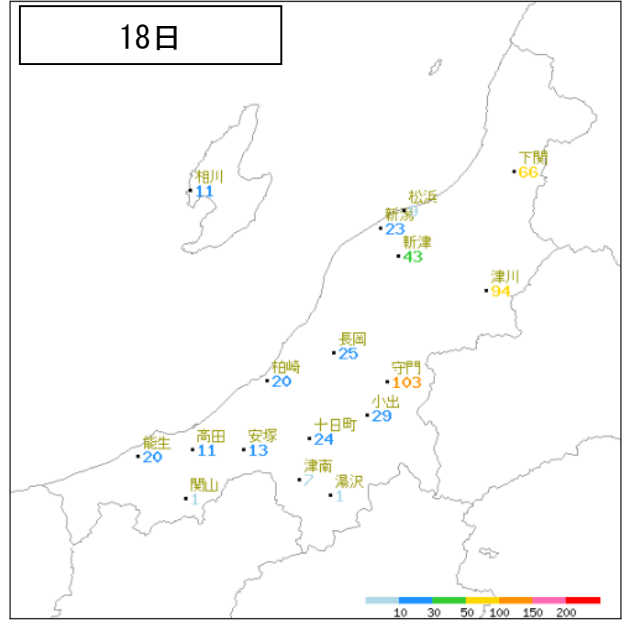 18日
下関
66
相川
11
松浜
新潟
23
新津
43
津川
94
長岡
25
柏崎
20
守門
103
小出
29
十日町
24
能生
20
高田
11
安塚
13
津南
7
湯沢
1
関山
1
10 30 50 100 150 200